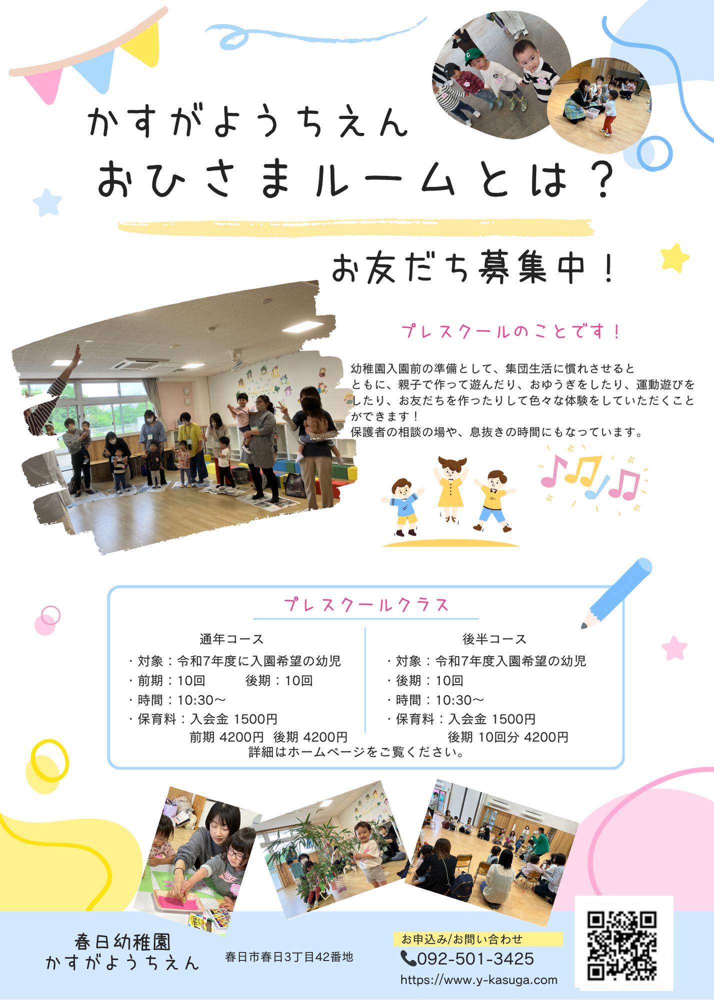 かすがようちえん
おひさまルームとは？
お友だち募集中！
プレスクールのことです！
幼稚園入園前の準備として、集団生活に慣れさせると
ともに、親子で作って遊んだり、おゆうぎをしたり、運動遊びを
したり、お友だちを作ったりして色々な体験をしていただくこと
ができます！
保護者の相談の場や、息抜きの時間にもなっています。
プレスクールクラス
通年コース
・対象：令和7年度に入園希望の幼児
・前期：10回　　　後期：10回
・時間：10:30〜
・保育料：入会金 1500円
前期 4200円 後期 4200円
後半コース
・対象：令和7年度入園希望の幼児
・後期：10回
・時間：10:30〜
・保育料：入会金 1500円
後期 10回分 4200円
詳細はホームページをご覧ください。
春日幼稚園
かすがようちえん
春日市春日3丁目42番地
お申込み/お問い合わせ
092-501-3425
https://www.y-kasuga.com